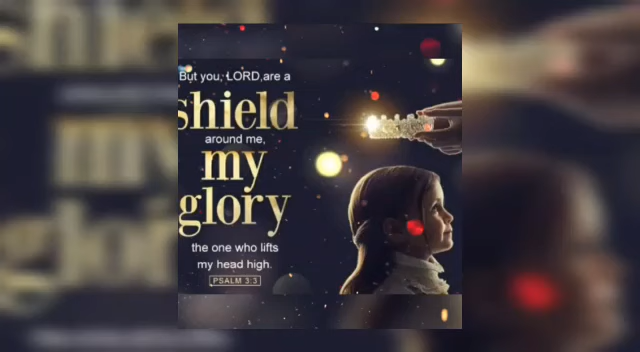 But you, LORD,are a
shield
around me,
my
glory
the one who lifts
my head high.
PSALM 3:3